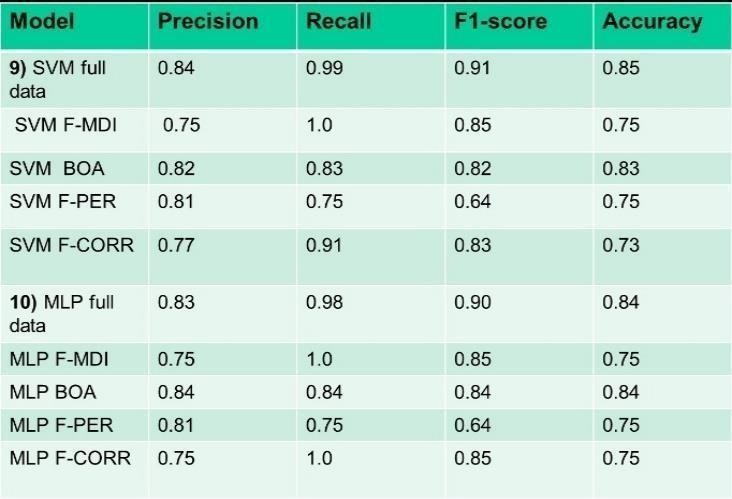 Model Precision Recall F1-score Accuracy
9) SVM full data 0.84 0.99 0.91 0.85
SVM F-MDI 0.75 1.0 0.85 0.75
SVM BOA 0.82 0.83 0.82 0.83
SVM F-PER 0.81 0.75 0.64 0.75
SVM F-CORR 0.77 0.91 0.83 0.73
10) MLP full data 0.83 0.98 0.90 0.84
MLP F-MDI 0.75 1.0 0.85 0.75
MLP BOA 0.84 0.84 0.84 0.84
MLP F-PER 0.81 0.75 0.64 0.75
MLP F-CORR 0.75 1.0 0.85 0.75